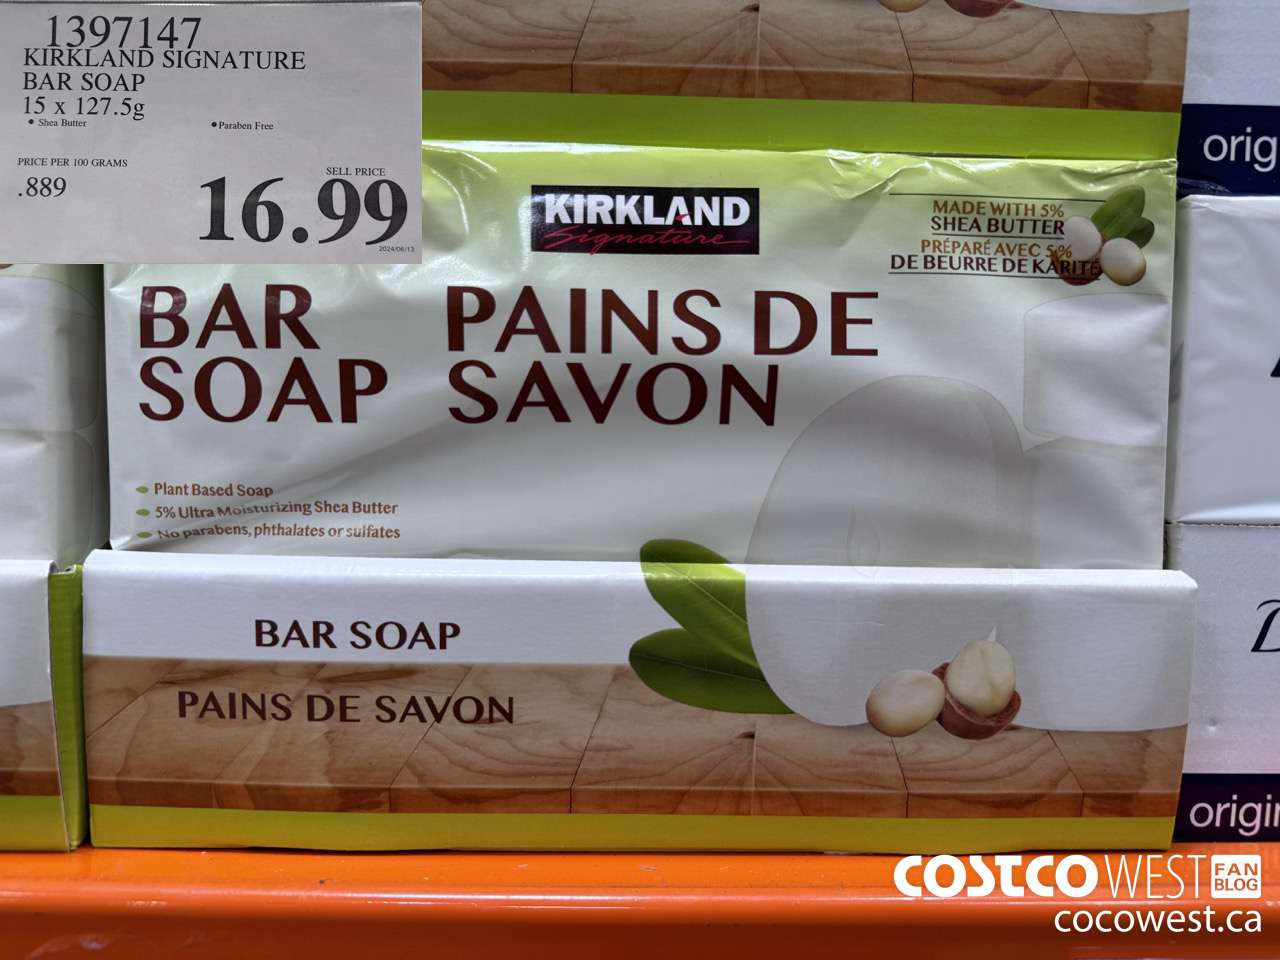 1397147
KIRKLAND SIGNATURE
BAR SOAP
15 x 127.5g
• Shea Butter
• Paraben Free
PRICE PER 100 GRAMS
.889
SELL PRICE
16.99
2024/06/13
KIRKLAND
Signature
MADE WITH 5%
SHEA BUTTER
PRÉPARÉ AVEC 5%
DE BEURRE DE KARITÉ
BAR
SOAP
PAINS DE
SAVON
Plant Based Soap
5% Ultra Moisturizing Shea Butter
No parabens, phthalates or sulfates
BAR SOAP
PAINS DE SAVON
COSTCO WEST FAN
BLOG
cocowest.ca